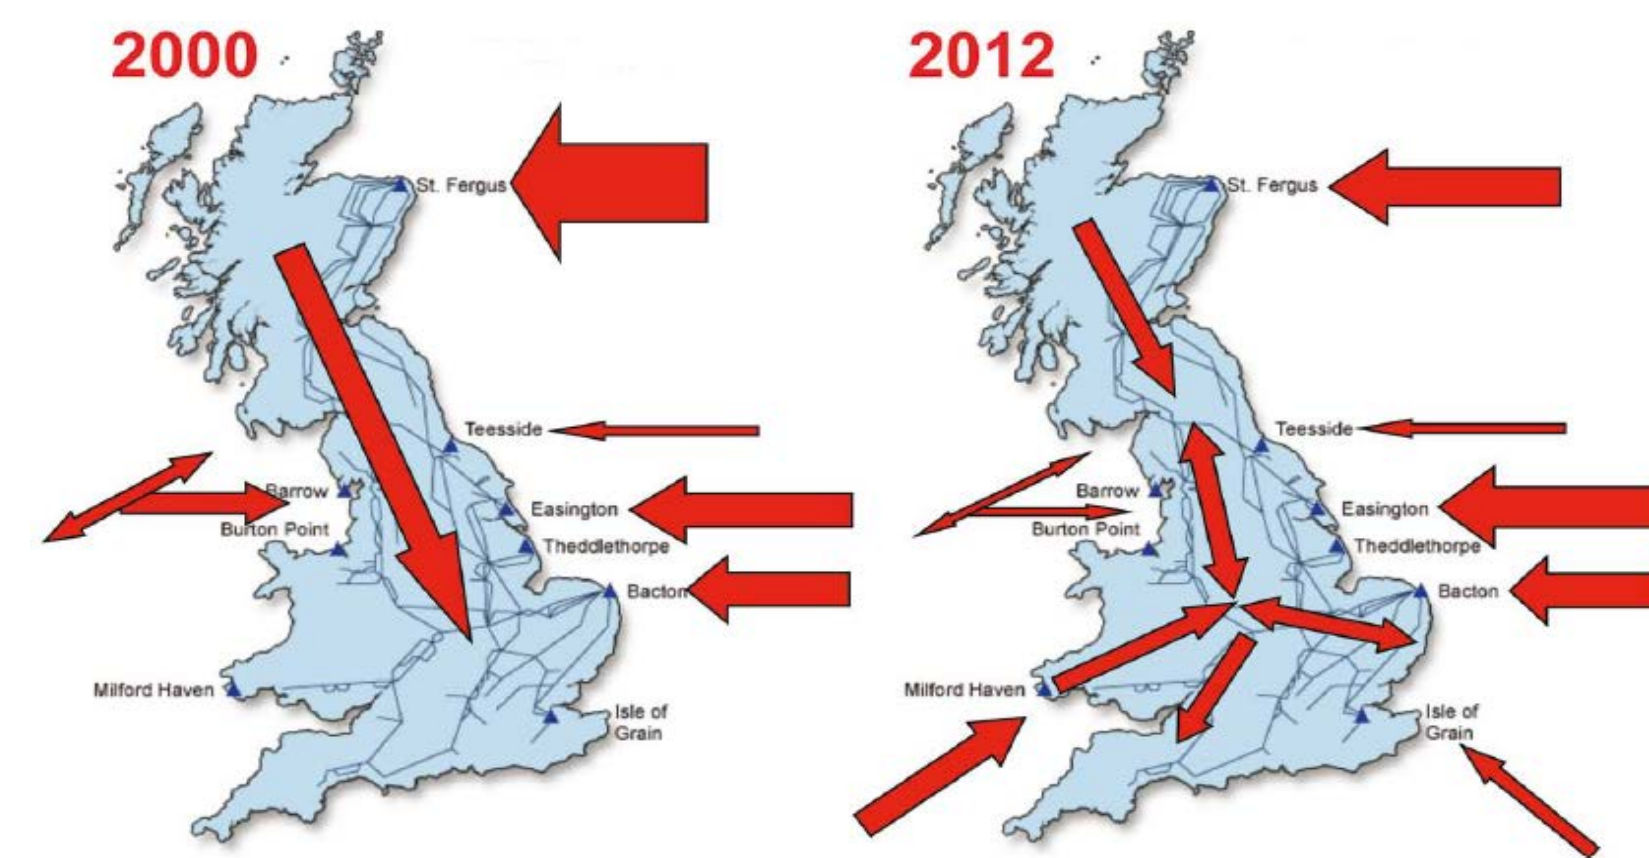 2000
St. Fergus
Teesside
Barrow
Easington
Burton Point
Theddlethorpe
Bacton
Milford Haven
Isle of
Grain
2012
St. Fergus
Teesside
Barrow
Easington
Burton Point
Theddlethorpe
Bacton
Milford Haven
Isle of
Grain